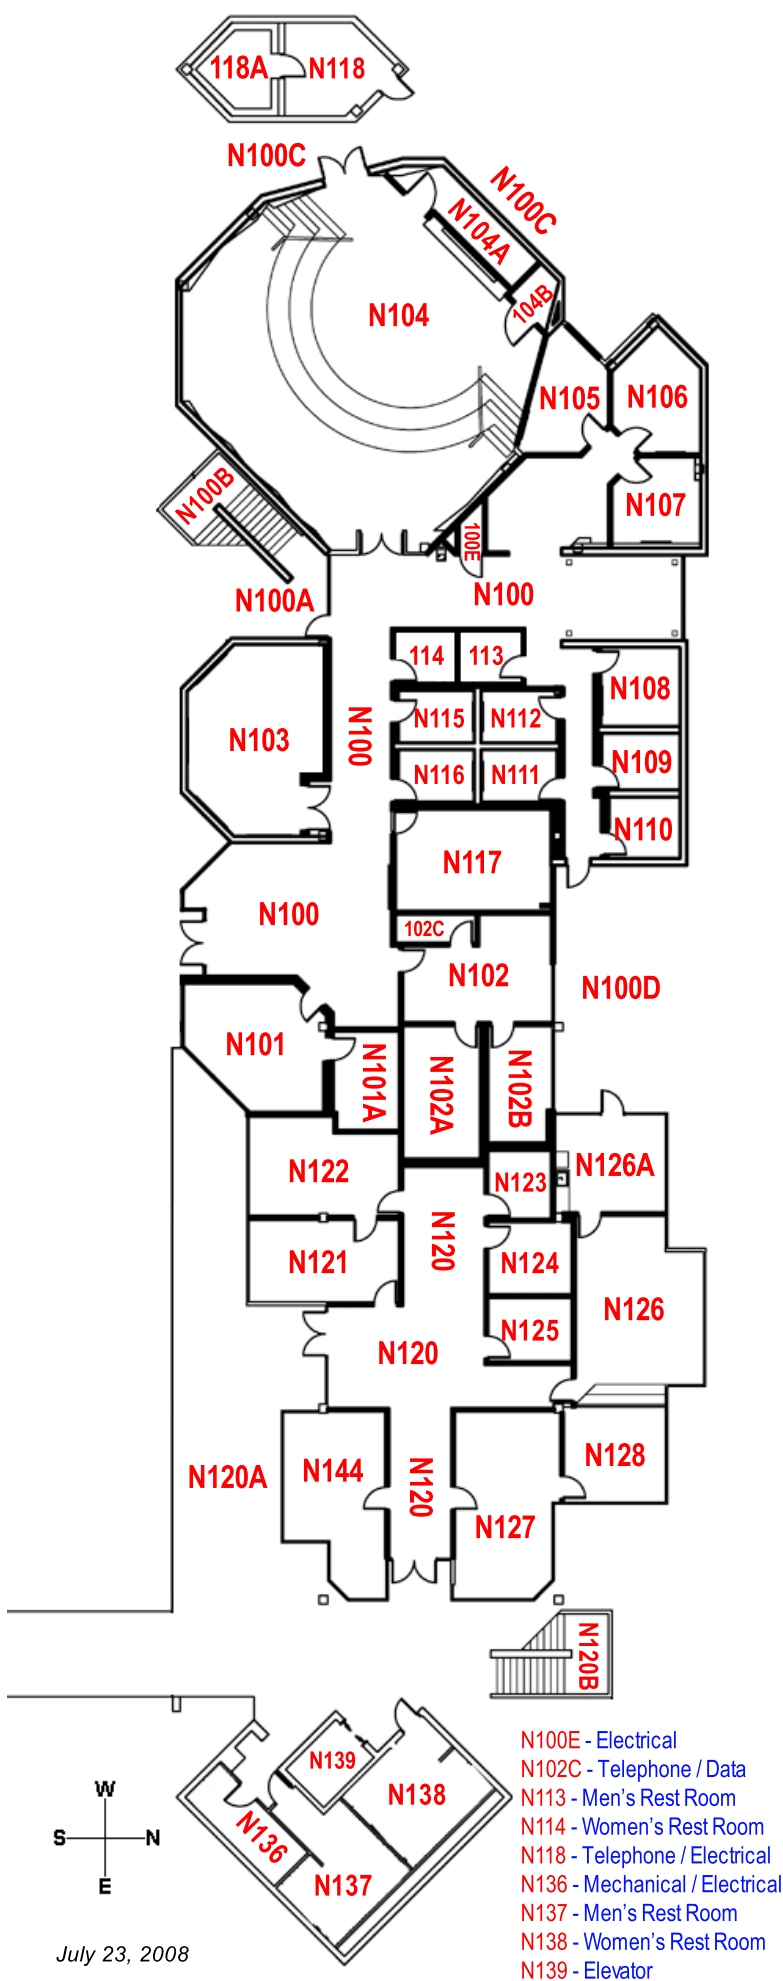 118A
N118
N100C
N100C
N104A
104B
N104
N105
N106
N100B
N107
100E
N100A
N100
114
113
N108
N103
N100
N115
N112
N109
N116
N111
N110
N117
N100
102C
N102
N100D
N101
N101A
N102A
N102B
N122
N123
N126A
N120
N121
N124
N126
N125
N120
N144
N120A
N120
N128
N127
N120B
N139
N138
N136
N137
W
S
N
E
July 23, 2008
N100E - Electrical
N102C - Telephone / Data
N113 - Men's Rest Room
N114 - Women's Rest Room
N118 - Telephone / Electrical
N136 - Mechanical / Electrical
N137 - Men's Rest Room
N138 - Women's Rest Room
N139 - Elevator